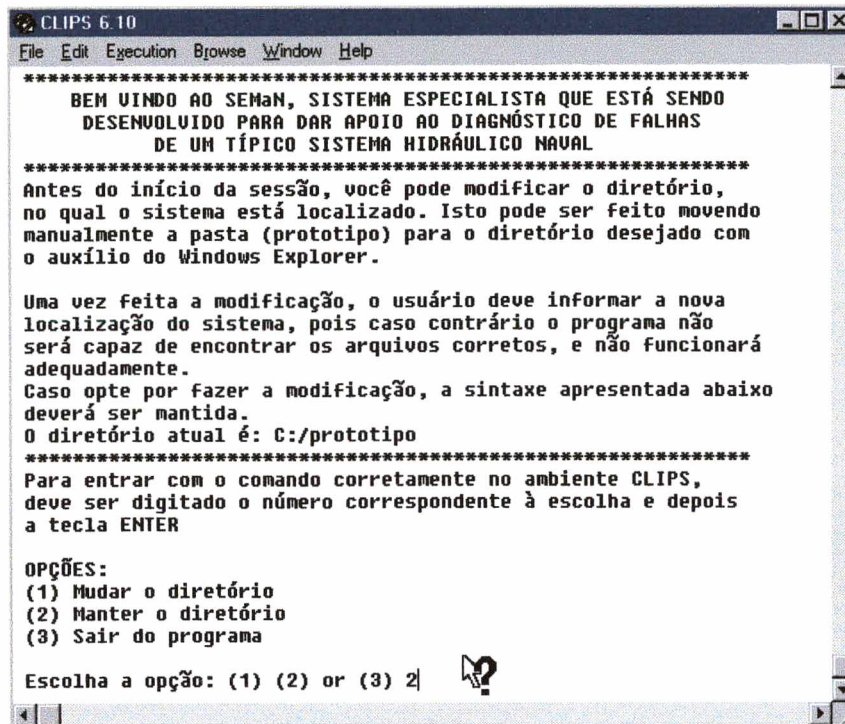 CLIPS 6.10
File Edit Execution Browse Window Help
************************************************************
BEM VINDO AO SEMaN, SISTEMA ESPECIALISTA QUE ESTÁ SENDO
DESENVOLVIDO PARA DAR APOIO AO DIAGNÓSTICO DE FALHAS
DE UM TÍPICO SISTEMA HIDRÁULICO NAVAL
************************************************************
Antes do início da sessão, você pode modificar o diretório,
no qual o sistema está localizado. Isto pode ser feito movendo
manualmente a pasta (prototipo) para o diretório desejado com
o auxílio do Windows Explorer.
Uma vez feita a modificação, o usuário deve informar a nova
localização do sistema, pois caso contrário o programa não
será capaz de encontrar os arquivos corretos, e não funcionará
adequadamente.
Caso opte por fazer a modificação, a sintaxe apresentada abaixo
deverá ser mantida.
O diretório atual é: C:/prototipo
************************************************************
Para entrar com o comando corretamente no ambiente CLIPS,
deve ser digitado o número correspondente à escolha e depois
a tecla ENTER
OPÇÕES:
(1) Mudar o diretório
(2) Manter o diretório
(3) Sair do programa
Escolha a opção: (1) (2) or (3) 2